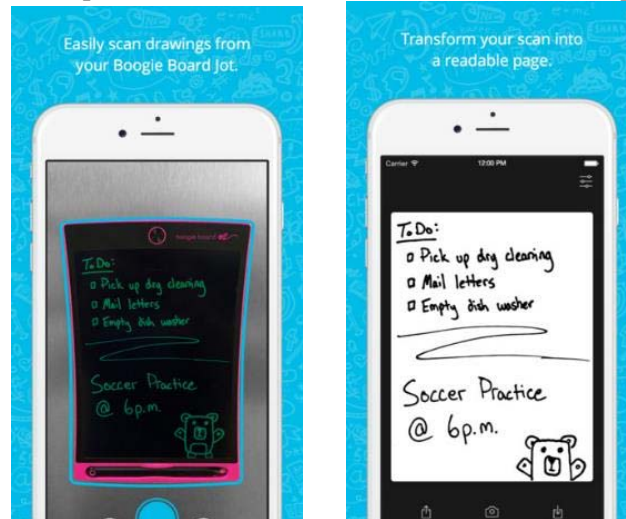 Easily scan drawings from
your Boogie Board Jot.
boogie board
To Do:
Pick up dry cleaning
Mail letters
Empty dish washer
Soccer Practice
@ 6p.m.
Transform your scan into
a readable page.
Carrier
12:00 PM
To Do:
Pick up dry cleaning
Mail letters
Empty dish washer
Soccer Practice
@ 6p.m.